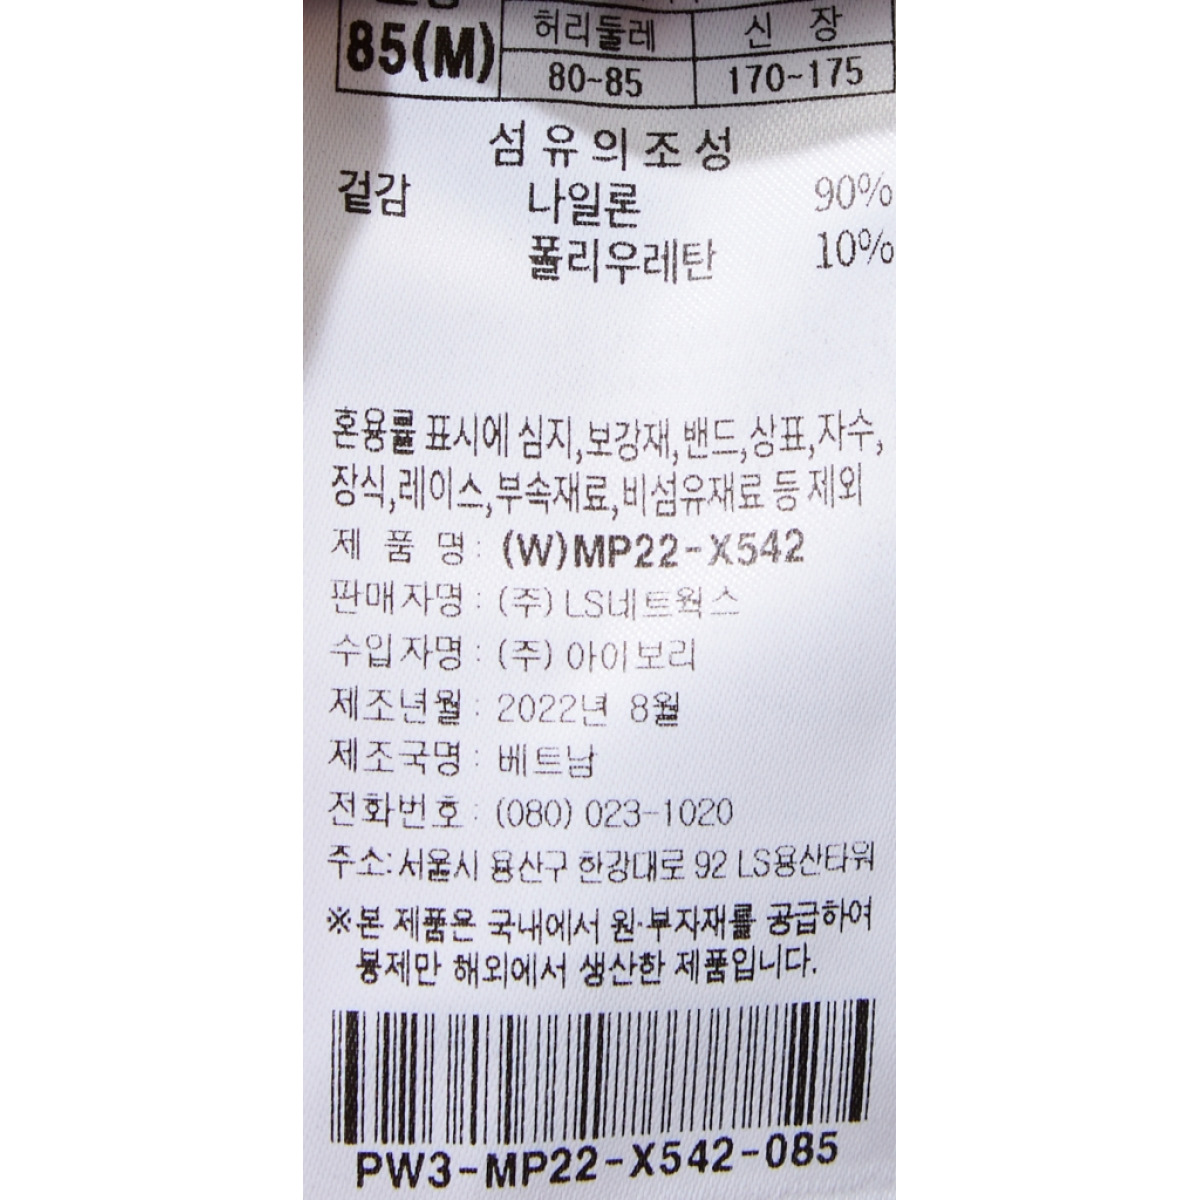 85(M) 허리둘레 신 장
80~85 170~175
섬유의조성
겉감 나일론 90%
폴리우레탄 10%
혼용률 표시에 심지,보강재,밴드,상표,자수,
장식,레이스,부속재료,비섬유재료 등 제외
제 품 명 : (W)MP22-X542
판매자명 : (주) LS네트웍스
수입자명 : (주) 아이보리
제조년월 : 2022년 8월
제조국명 : 베트남
전화번호 : (080) 023-1020
주소: 서울시 용산구 한강대로 92 LS용산타워
※본 제품은 국내에서 원·부자재를 공급하여
봉제만 해외에서 생산한 제품입니다.
PW3-MP22-X542-085